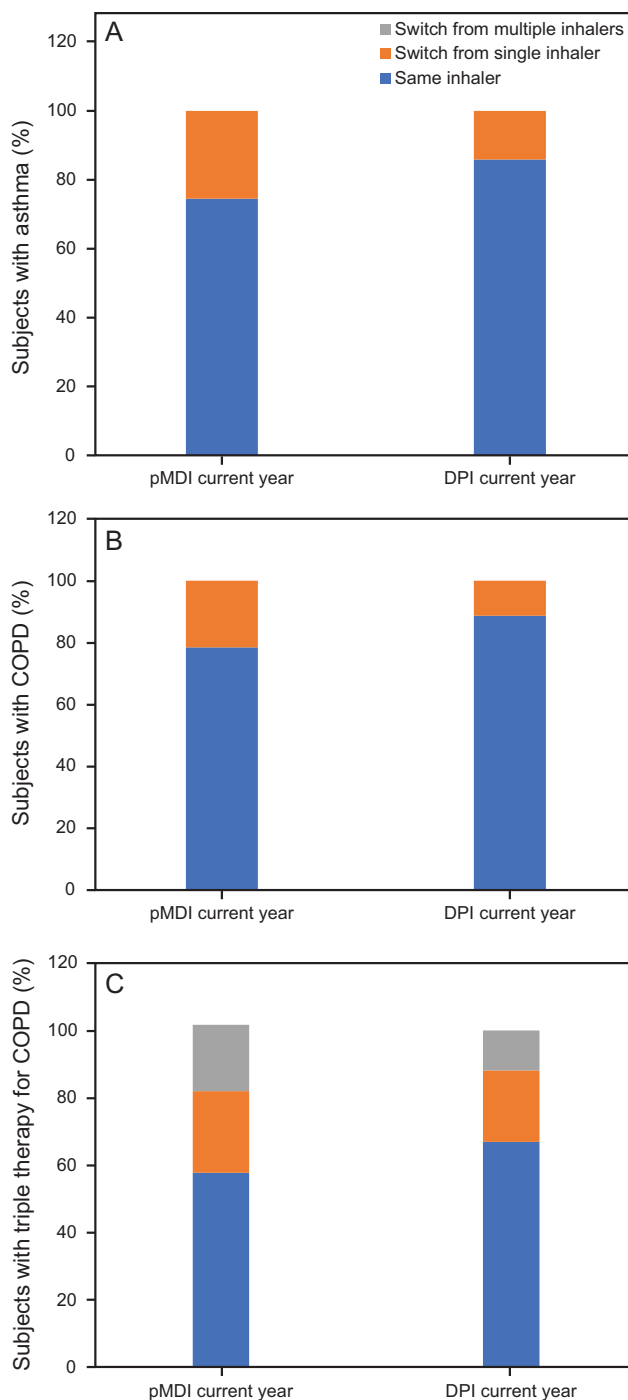 A
Switch from multiple inhalers
Switch from single inhaler
Same inhaler
Subjects with asthma (%)
120
100
80
60
40
20
0
pMDI current year
DPI current year
B
Subjects with COPD (%)
120
100
80
60
40
20
0
pMDI current year
DPI current year
C
Subjects with triple therapy for COPD (%)
120
100
80
60
40
20
0
pMDI current year
DPI current year